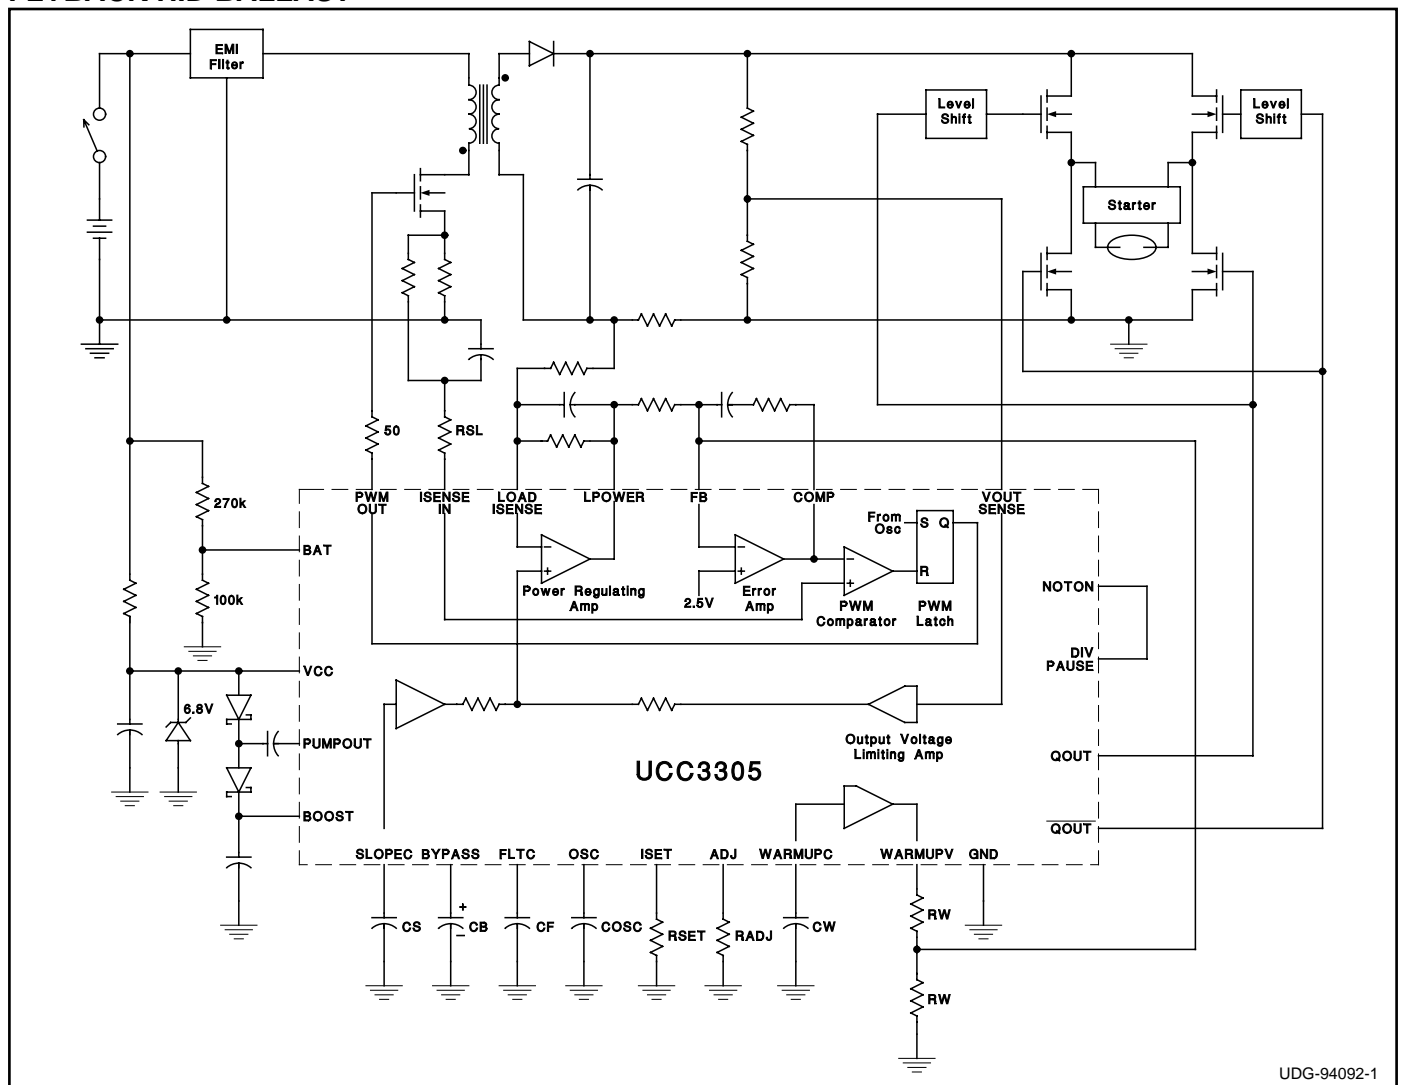 EMI
Filter
Level
Shift
Level
Shift
Starter
50
RSL
270k
100k
PWM
OUT
ISENSE
IN
LOAD
ISENSE
LPOWER
FB
COMP
VOUT
SENSE
From
Osc
S Q
R
BAT
Power Regulating
Amp
2.5V
Error
Amp
PWM
Comparator
PWM
Latch
NOTON
DIV
PAUSE
VCC
6.8V
PUMPOUT
Output Voltage
Limiting Amp
QOUT
UCC3305
BOOST
QOUT
SLOPEC
BYPASS
FLTC
OSC
ISET
ADJ
WARMUPC
WARMUPV
GND
CS
+
CB
−
CF
COSC
RSET
RADJ
CW
RW
RW
UDG-94092-1